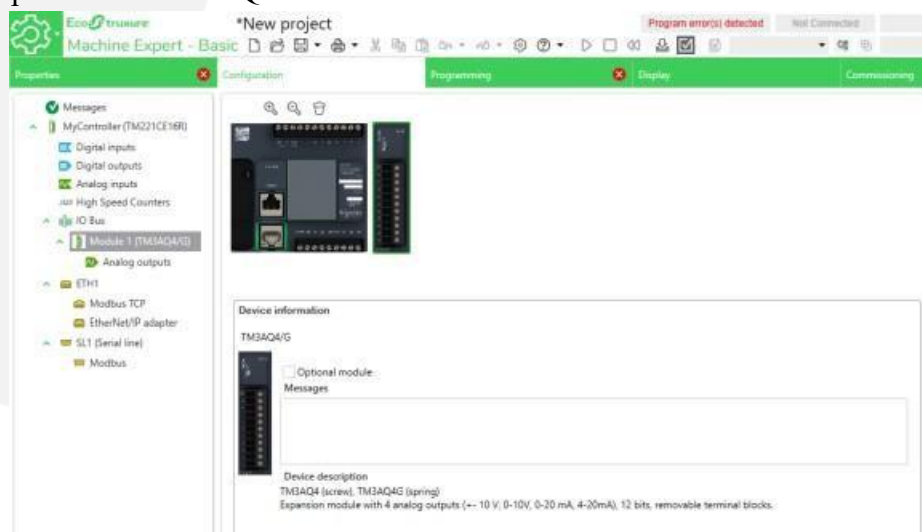 EcoStruxure
Machine Expert - Basic
*New project
Program error(s) detected
Not Connected
Properties
Configuration
Programming
Display
Commissioning
Messages
MyController (TM221CE16R)
Digital inputs
Digital outputs
Analog inputs
High Speed Counters
IO Bus
Module 1 (TM3AQ4/G)
Analog outputs
ETH1
Modbus TCP
EtherNet/IP adapter
SL1 (Serial line)
Modbus
Device information
TM3AQ4/G
Optional module
Messages
Device description
TM3AQ4 (screw), TM3AQ4G (spring)
Expansion module with 4 analog outputs (+- 10 V, 0-10V, 0-20 mA, 4-20mA), 12 bits, removable terminal blocks.